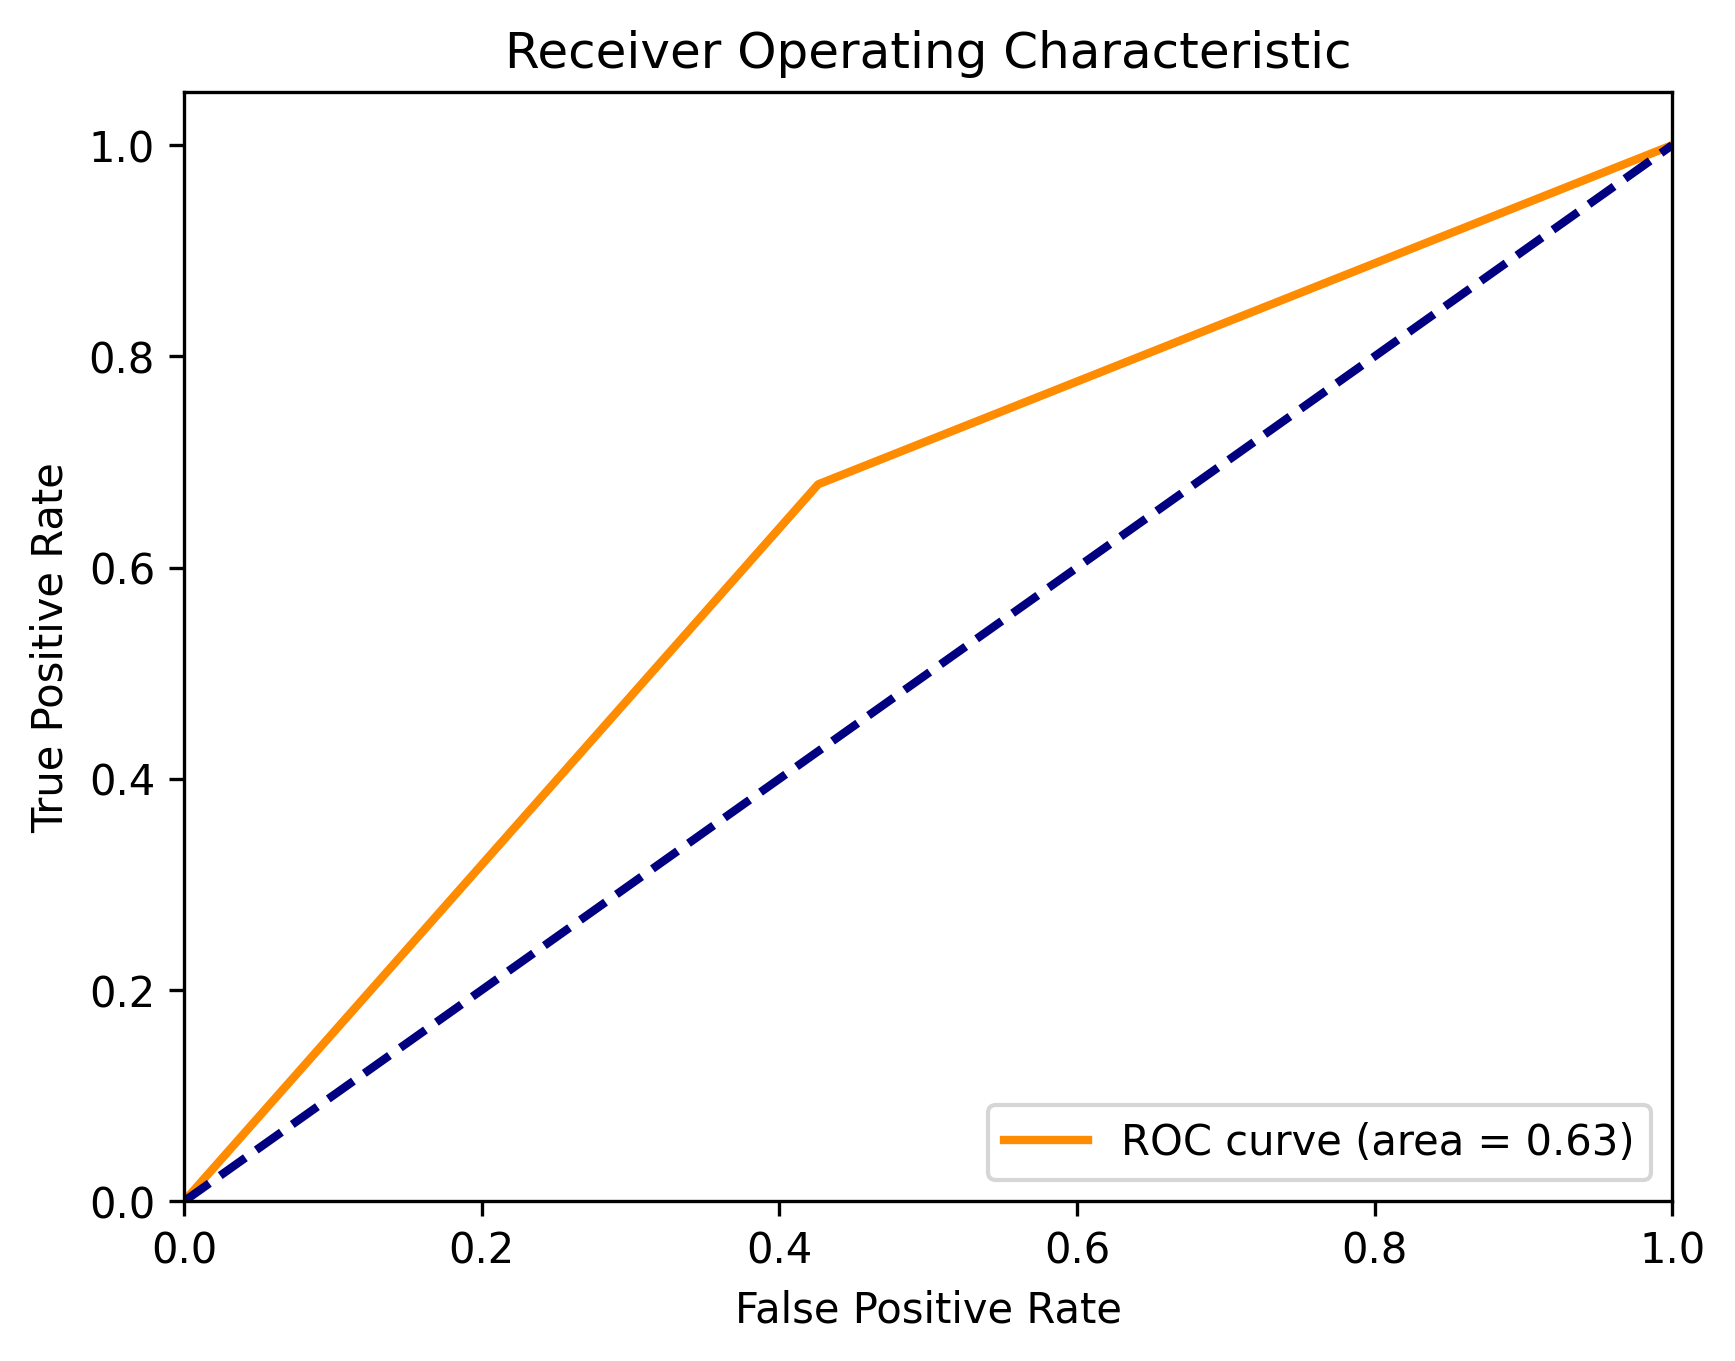 Receiver Operating Characteristic
1.0
0.8
0.6
0.4
0.2
0.0
True Positive Rate
ROC curve (area = 0.63)
0.0 0.2 0.4 0.6 0.8 1.0
False Positive Rate